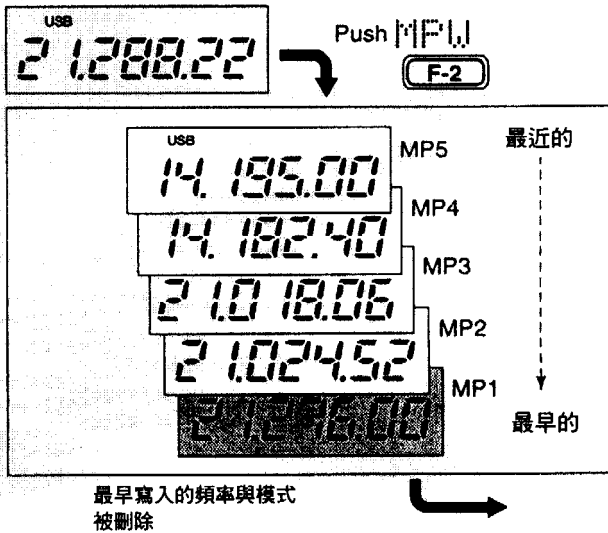 USB
21.288.22
Push MPW
F-2
USB
14.195.00
MP5
最近的
14.182.40
MP4
21.018.06
MP3
21.024.52
MP2
MP1
最早的
最早寫入的頻率與模式
被刪除